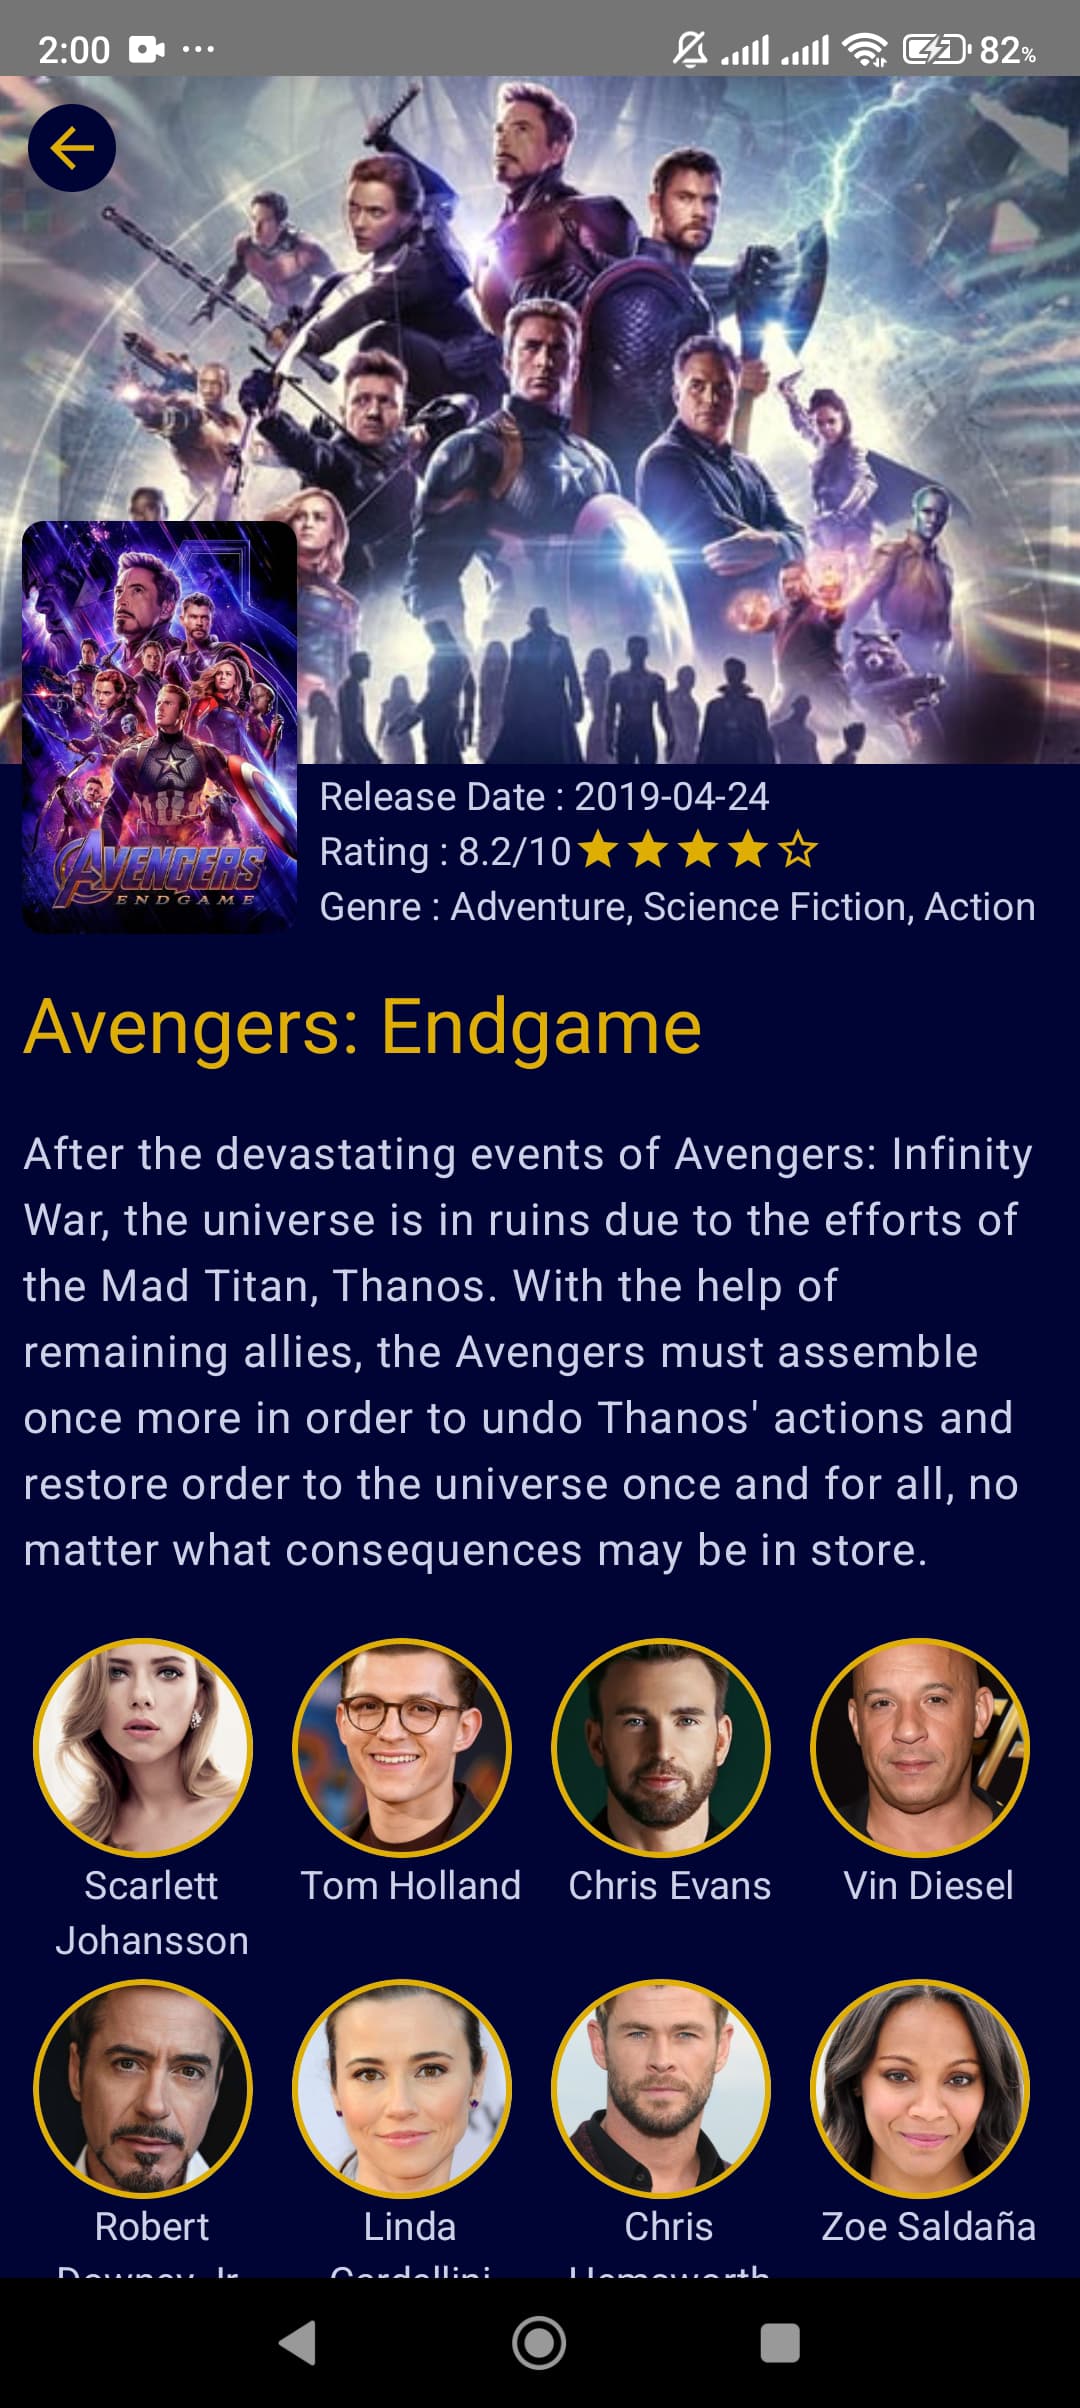 2:00
82%
AVENGERS
ENDGAME
Release Date : 2019-04-24
Rating : 8.2/10
Genre : Adventure, Science Fiction, Action
Avengers: Endgame
After the devastating events of Avengers: Infinity
War, the universe is in ruins due to the efforts of
the Mad Titan, Thanos. With the help of
remaining allies, the Avengers must assemble
once more in order to undo Thanos' actions and
restore order to the universe once and for all, no
matter what consequences may be in store.
Scarlett
Johansson
Tom Holland
Chris Evans
Vin Diesel
Robert
Downey Jr
Linda
Cardellini
Chris
Hemsworth
Zoe Saldaña